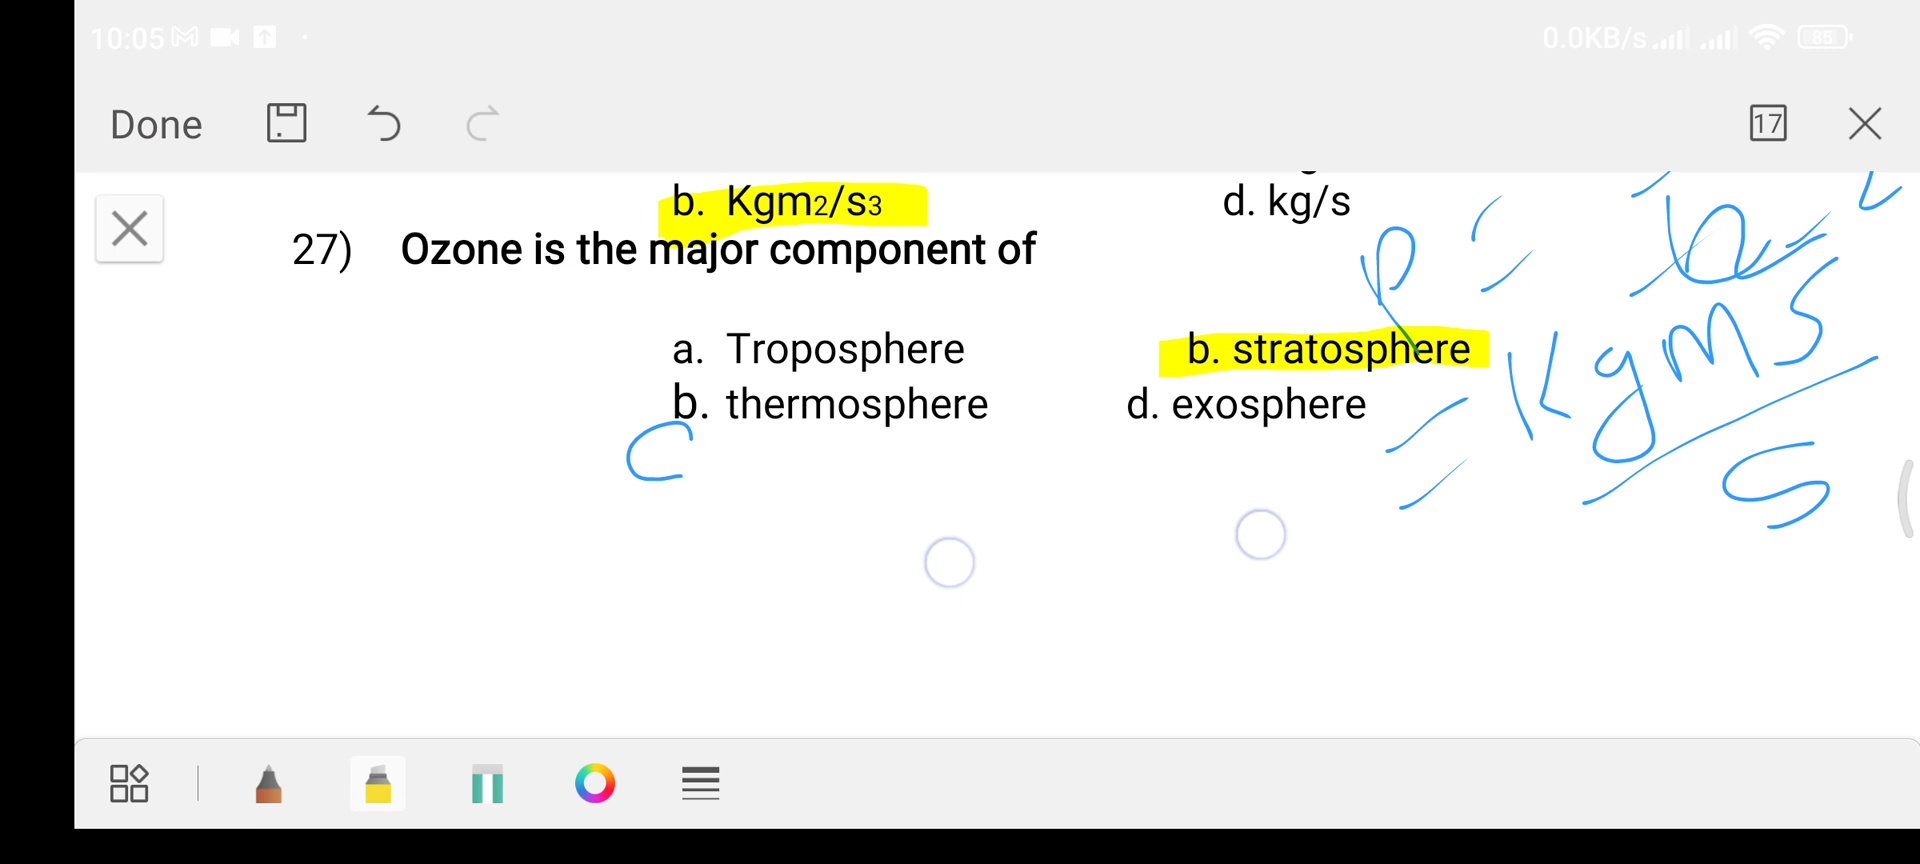 10:05
0.0KB/s
85
Done
17
b. Kgm2/s3
d. kg/s
27) Ozone is the major component of
a. Troposphere
b. stratosphere
b. thermosphere
d. exosphere
C
P =
= Kgms
s